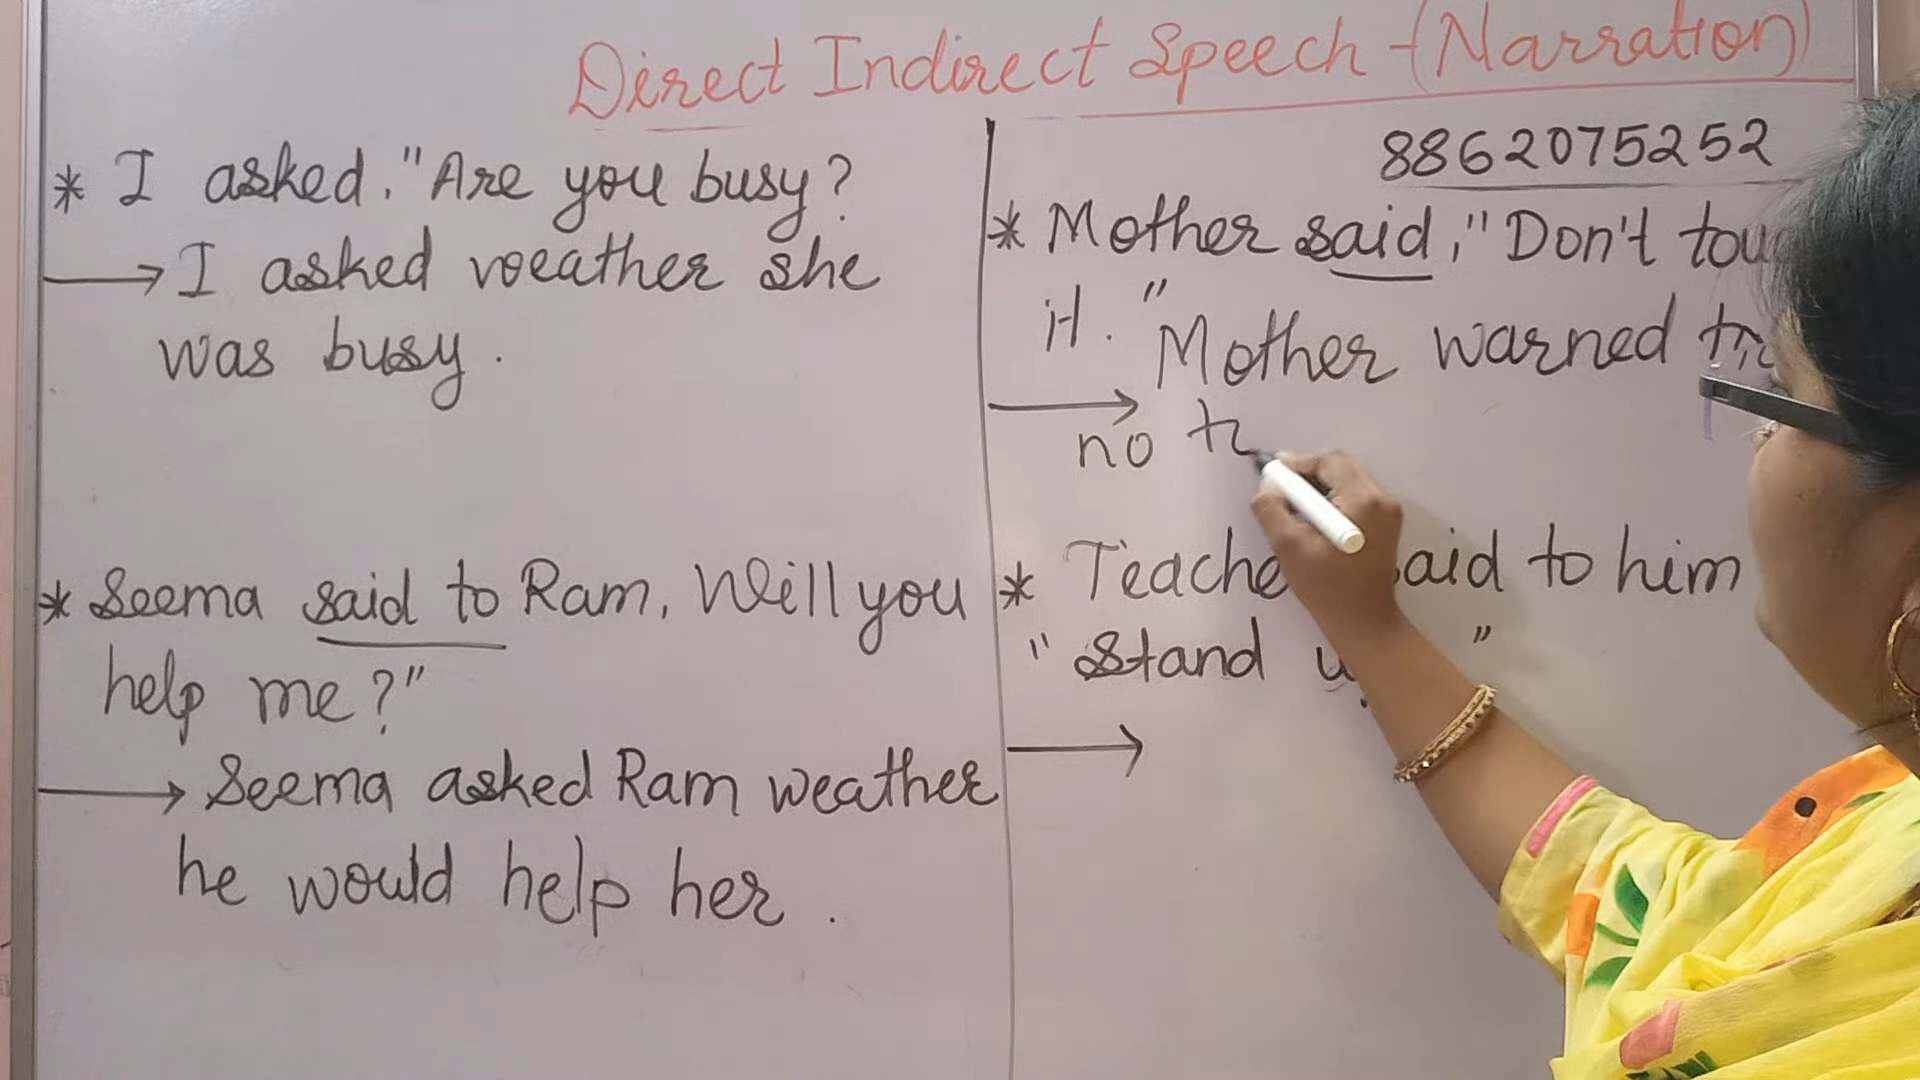 Direct Indirect Speech - (Narration)
* I asked, "Are you busy?
→ I asked weather she
was busy.
* Seema said to Ram, Will you
help me?"
→ Seema asked Ram weather
he would help her.
8862075252
* Mother said, "Don't
it."
Mother warned
→ no
* said to him
" Stand "
→